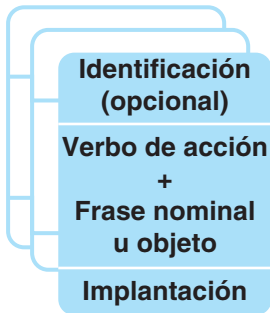 Identificación
(opcional)
Verbo de acción
+
Frase nominal
u objeto
Implantación